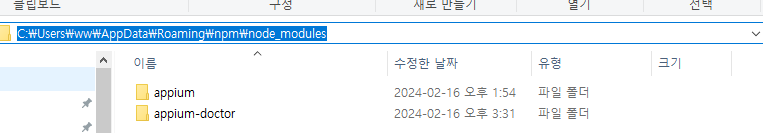 클립보드 구성 새로 만들기 열기 선택
C:₩Users₩ww₩AppData₩Roaming₩npm₩node_modules
이름 수정한 날짜 유형 크기
appium 2024-02-16 오후 1:54 파일 폴더
appium-doctor 2024-02-16 오후 3:31 파일 폴더